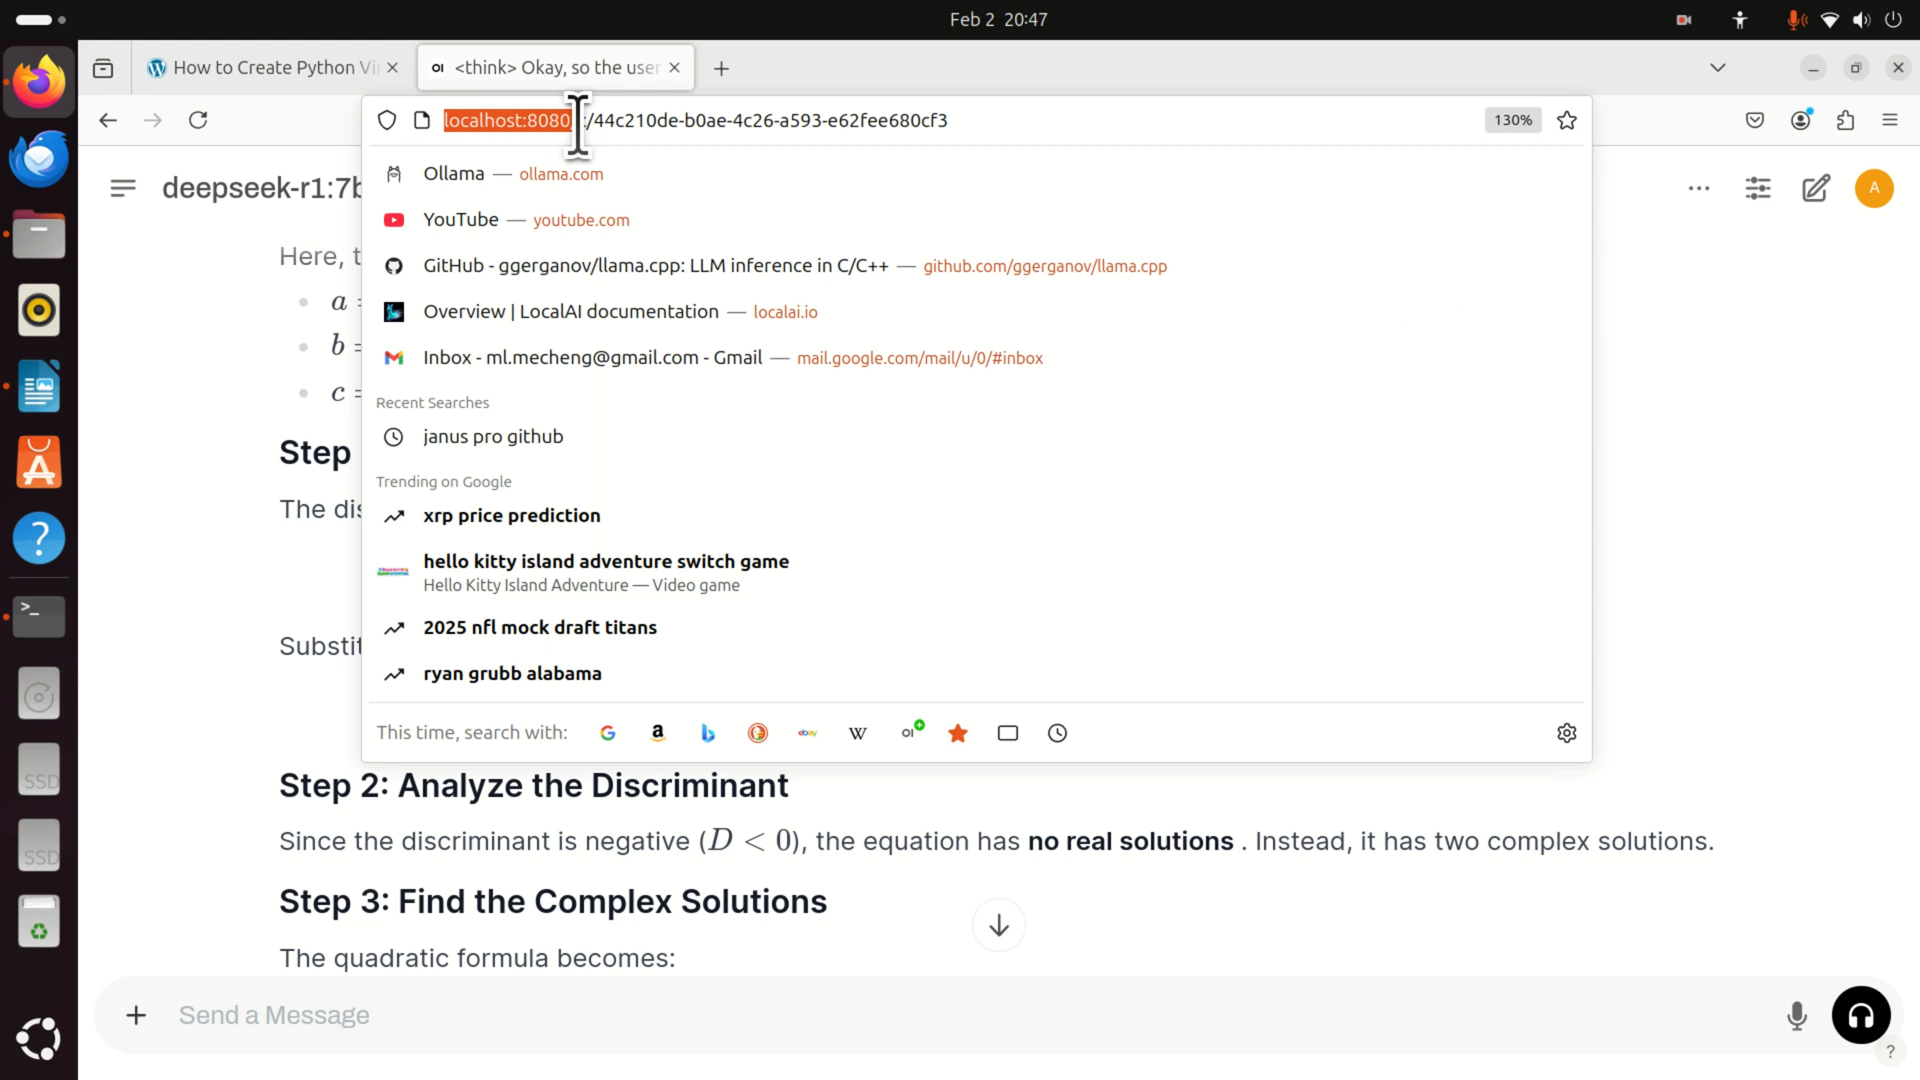 Feb 2 20:47
How to Create Python Vir
OI <think> Okay, so the user
localhost:8080/c/44c210de-b0ae-4c26-a593-e62fee680cf3
130%
Ollama — ollama.com
deepseek-r1:7b
A
YouTube — youtube.com
Here, t
GitHub - ggerganov/llama.cpp: LLM inference in C/C++ — github.com/ggerganov/llama.cpp
a =
Overview | LocalAI documentation — localai.io
b =
Inbox - ml.mecheng@gmail.com - Gmail — mail.google.com/mail/u/0/#inbox
c =
Recent Searches
janus pro github
Step
Trending on Google
The dis
xrp price prediction
hello kitty island adventure switch game
Hello Kitty Island Adventure — Video game
2025 nfl mock draft titans
Substit
ryan grubb alabama
This time, search with:
ebay
W
OI
Step 2: Analyze the Discriminant
SSD
Since the discriminant is negative (D < 0), the equation has no real solutions . Instead, it has two complex solutions.
SSD
Step 3: Find the Complex Solutions
The quadratic formula becomes:
Send a Message
?